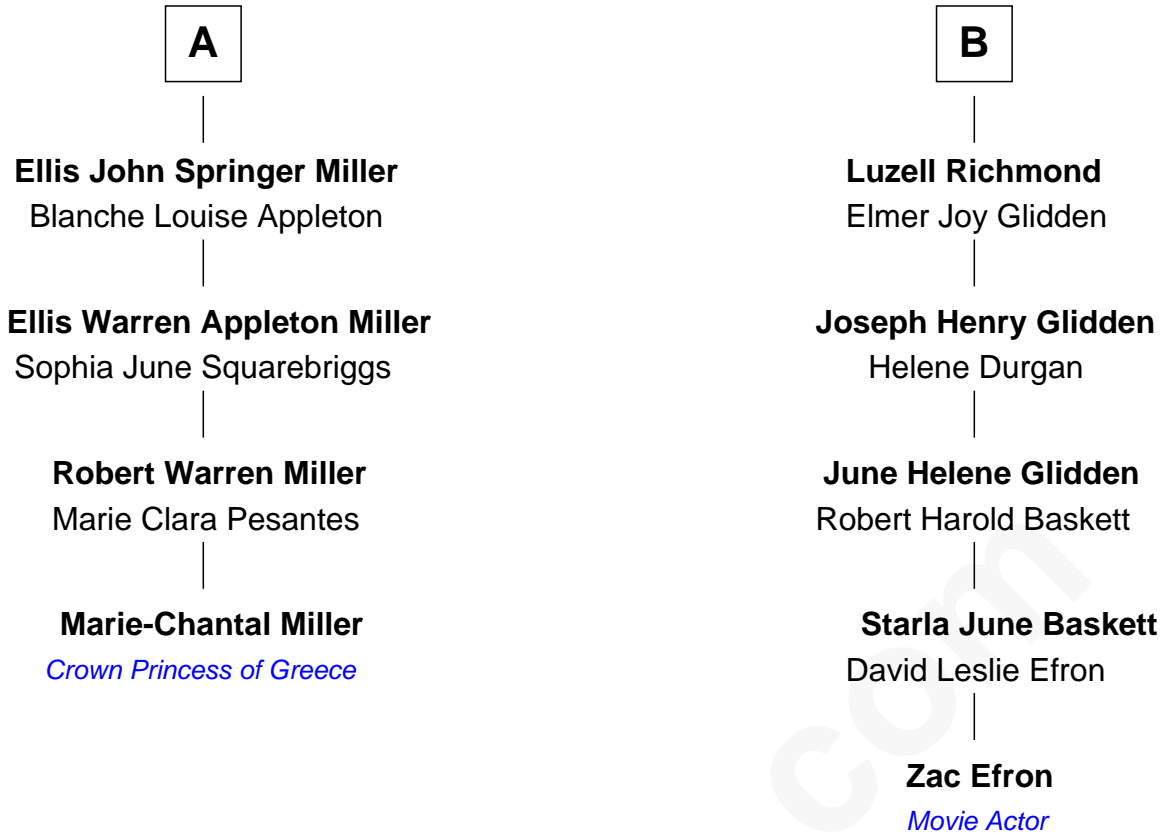 A
Ellis John Springer Miller
Blanche Louise Appleton
Ellis Warren Appleton Miller
Sophia June Squarebriggs
Robert Warren Miller
Marie Clara Pesantes
Marie-Chantal Miller
Crown Princess of Greece
B
Luzell Richmond
Elmer Joy Glidden
Joseph Henry Glidden
Helene Durgan
June Helene Glidden
Robert Harold Baskett
Starla June Baskett
David Leslie Efron
Zac Efron
Movie Actor
com